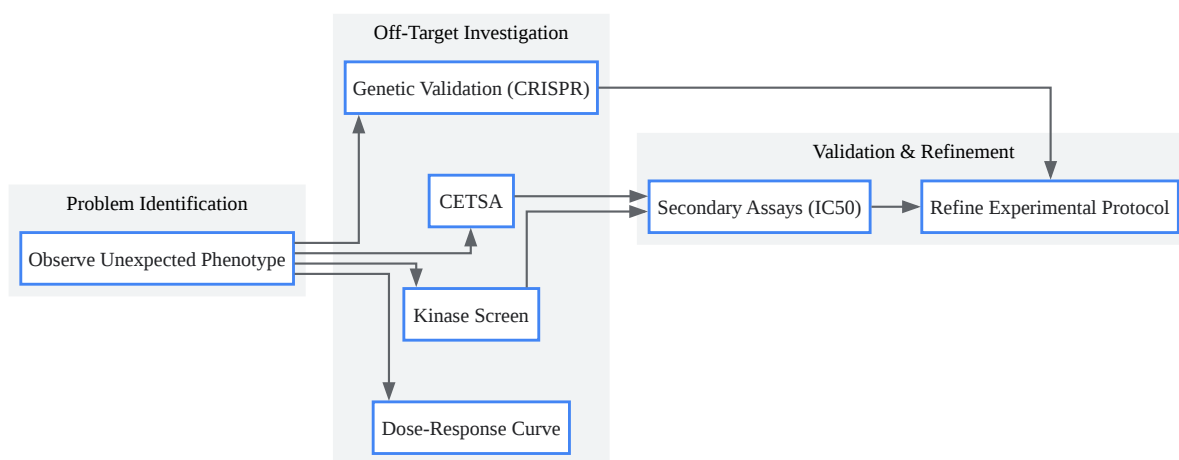 Problem Identification
Observe Unexpected Phenotype
Off-Target Investigation
Genetic Validation (CRISPR)
CETSA
Kinase Screen
Dose-Response Curve
Validation & Refinement
Secondary Assays (IC50)
Refine Experimental Protocol